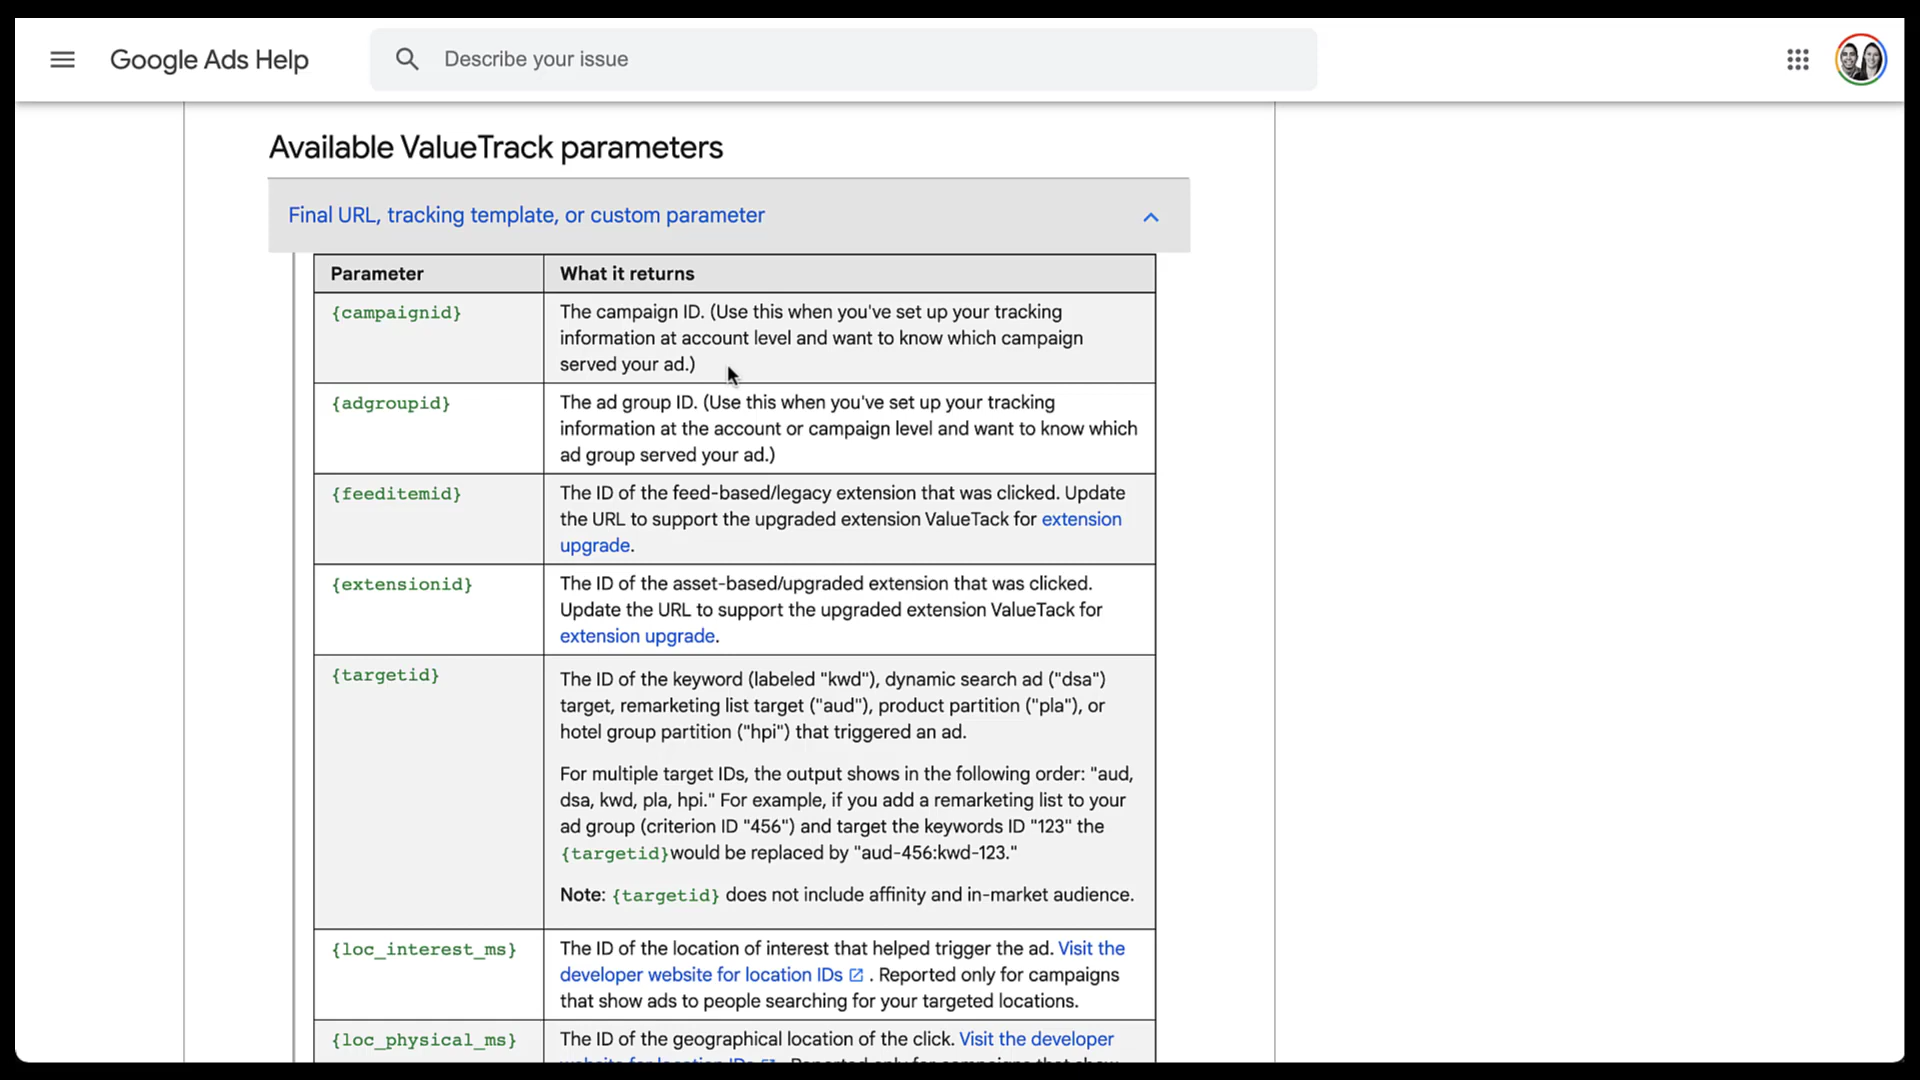 Google Ads Help
Describe your issue
Available ValueTrack parameters
Final URL, tracking template, or custom parameter
Parameter
What it returns
{campaignid}
The campaign ID. (Use this when you've set up your tracking
information at account level and want to know which campaign
served your ad.)
{adgroupid}
The ad group ID. (Use this when you've set up your tracking
information at the account or campaign level and want to know which
ad group served your ad.)
{feeditemid}
The ID of the feed-based/legacy extension that was clicked. Update
the URL to support the upgraded extension ValueTack for extension
upgrade.
{extensionid}
The ID of the asset-based/upgraded extension that was clicked.
Update the URL to support the upgraded extension ValueTack for
extension upgrade.
{targetid}
The ID of the keyword (labeled "kwd"), dynamic search ad ("dsa")
target, remarketing list target ("aud"), product partition ("pla"), or
hotel group partition ("hpi") that triggered an ad.
For multiple target IDs, the output shows in the following order: "aud,
dsa, kwd, pla, hpi." For example, if you add a remarketing list to your
ad group (criterion ID "456") and target the keywords ID "123" the
{targetid}would be replaced by "aud-456:kwd-123."
Note: {targetid} does not include affinity and in-market audience.
{loc_interest_ms}
The ID of the location of interest that helped trigger the ad. Visit the
developer website for location IDs . Reported only for campaigns
that show ads to people searching for your targeted locations.
{loc_physical_ms}
The ID of the geographical location of the click. Visit the developer
website for location IDs . Reported only for campaigns that show